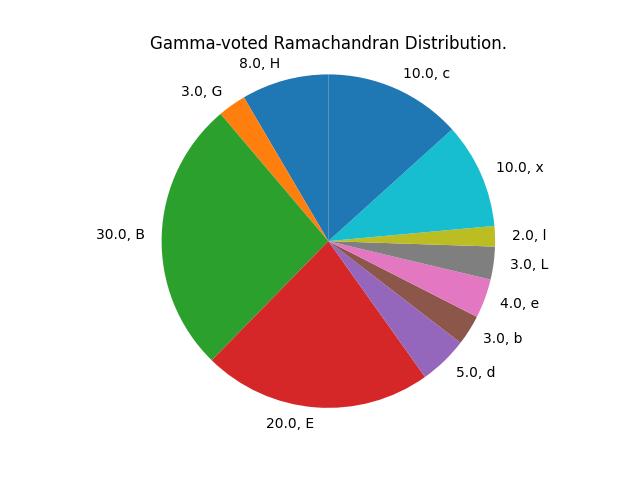 Gamma-voted Ramachandran Distribution.
8.0, H
10.0, c
3.0, G
10.0, x
30.0, B
2.0, l
3.0, L
4.0, e
3.0, b
5.0, d
20.0, E